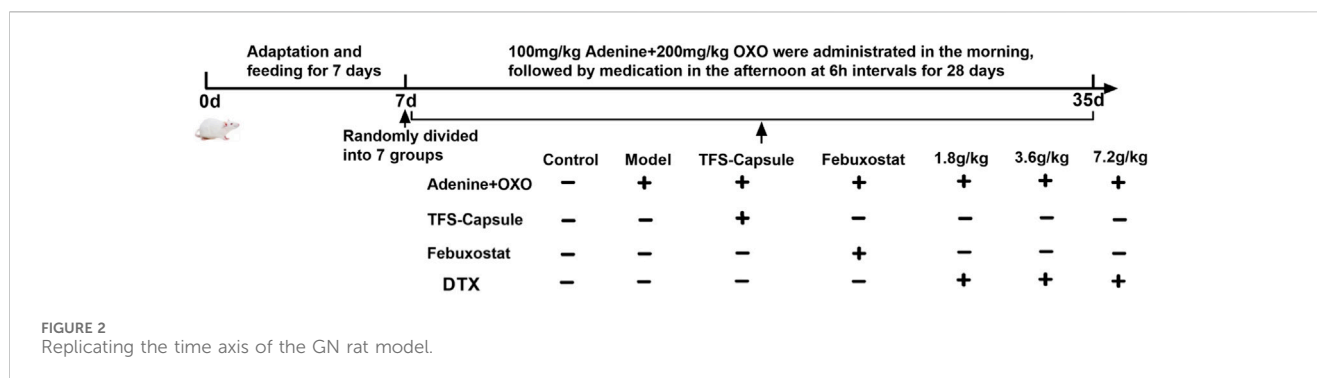 Adaptation and
feeding for 7 days
100mg/kg Adenine+200mg/kg OXO were administrated in the morning,
followed by medication in the afternoon at 6h intervals for 28 days
0d 7d 35d
Randomly divided
into 7 groups
Control Model TFS-Capsule Febuxostat 1.8g/kg 3.6g/kg 7.2g/kg
Adenine+OXO − + + + + + +
TFS-Capsule − − + − − − −
Febuxostat − − − + − − −
DTX − − − − + + +
FIGURE 2
Replicating the time axis of the GN rat model.